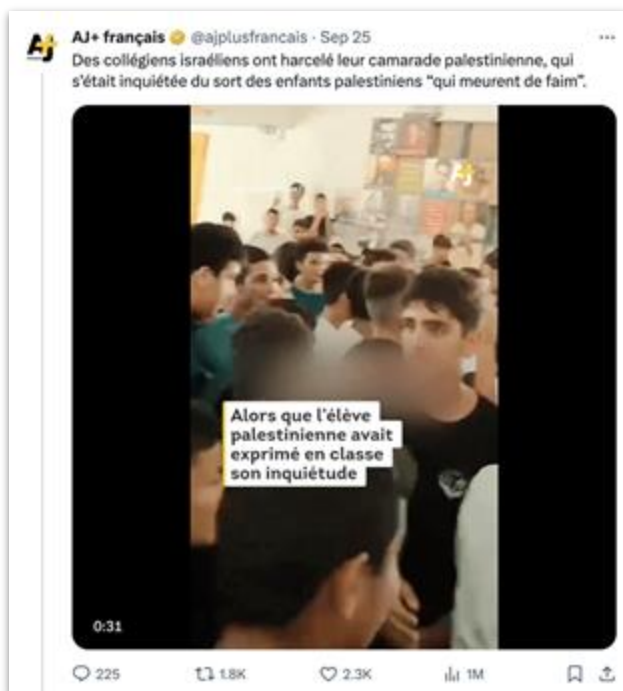 AJ+ français @ajplusfrancais · Sep 25
Des collégiens israéliens ont harcelé leur camarade palestinienne, qui
s'était inquiétée du sort des enfants palestiniens “qui meurent de faim”.
Alors que l'élève
palestinienne avait
exprimé en classe
son inquiétude
0:31
225 1.8K 2.3K 1M